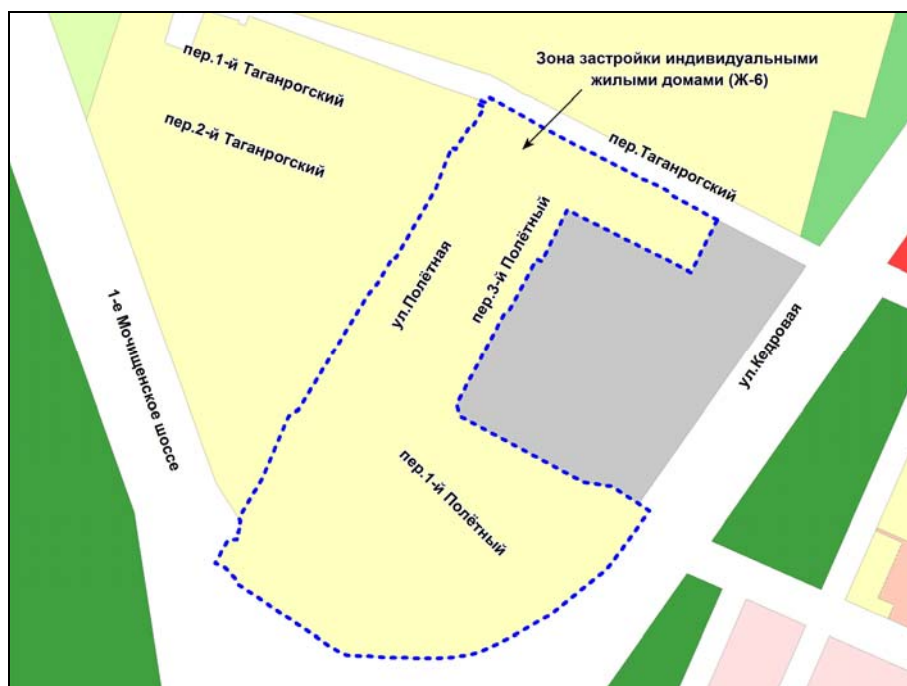 Зона застройки индивидуальными
жилыми домами (Ж-6)
пер.1-й Таганрогский
пер.2-й Таганрогский
пер.Таганрогский
ул.Полётная
пер.3-й Полётный
1-е Мочищенское шоссе
ул.Кедровая
пер.1-й Полётный